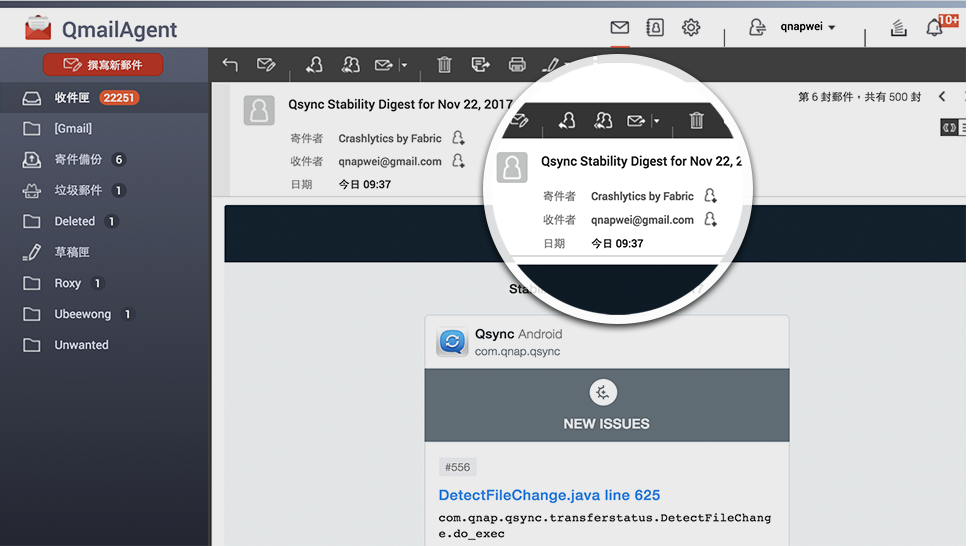 QmailAgent
qnapwei
10+
撰寫新郵件
收件匣 22251
[Gmail]
寄件備份 6
垃圾郵件 1
Deleted 1
草稿匣
Roxy 1
Ubeewong 1
Unwanted
Qsync Stability Digest for Nov 22, 2017
第 6 封郵件，共有 500 封
寄件者 Crashlytics by Fabric
收件者 qnapwei@gmail.com
日期 今日 09:37
Qsync Stability Digest for Nov 22, 2
寄件者 Crashlytics by Fabric
收件者 qnapwei@gmail.com
日期 今日 09:37
Qsync Android
com.qnap.qsync
NEW ISSUES
#556
DetectFileChange.java line 625
com.qnap.qsync.transferstatus.DetectFileChang
e.do_exec